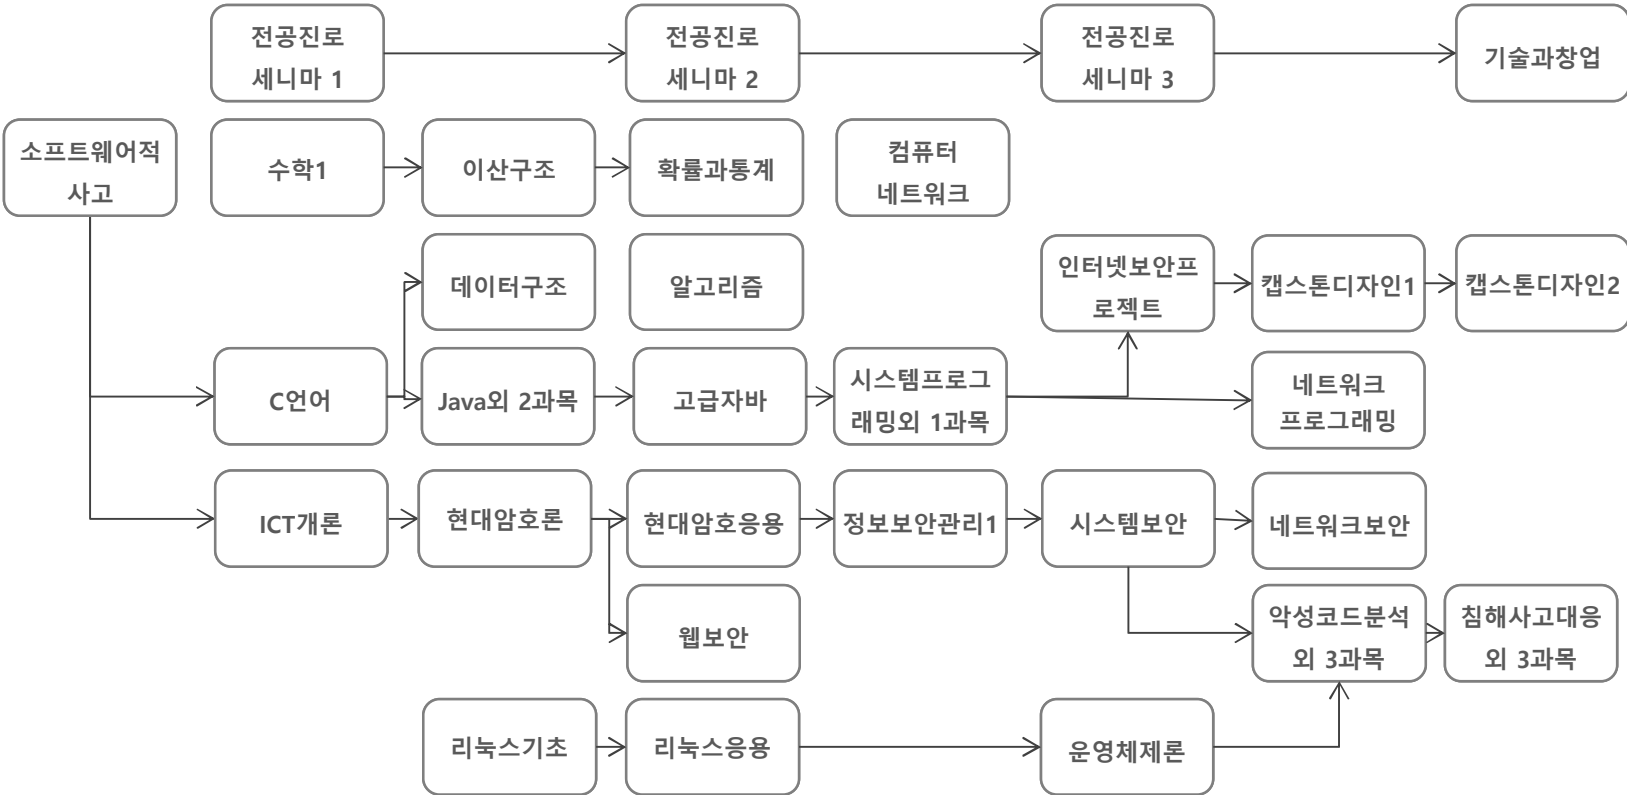 전공진로
세니마 1
전공진로
세니마 2
전공진로
세니마 3
기술과창업
소프트웨어적
사고
수학1
이산구조
확률과통계
컴퓨터
네트워크
데이터구조
알고리즘
인터넷보안프
로젝트
캡스톤디자인1
캡스톤디자인2
C언어
Java외 2과목
고급자바
시스템프로그
래밍외 1과목
네트워크
프로그래밍
ICT개론
현대암호론
현대암호응용
정보보안관리1
시스템보안
네트워크보안
웹보안
악성코드분석
외 3과목
침해사고대응
외 3과목
리눅스기초
리눅스응용
운영체제론